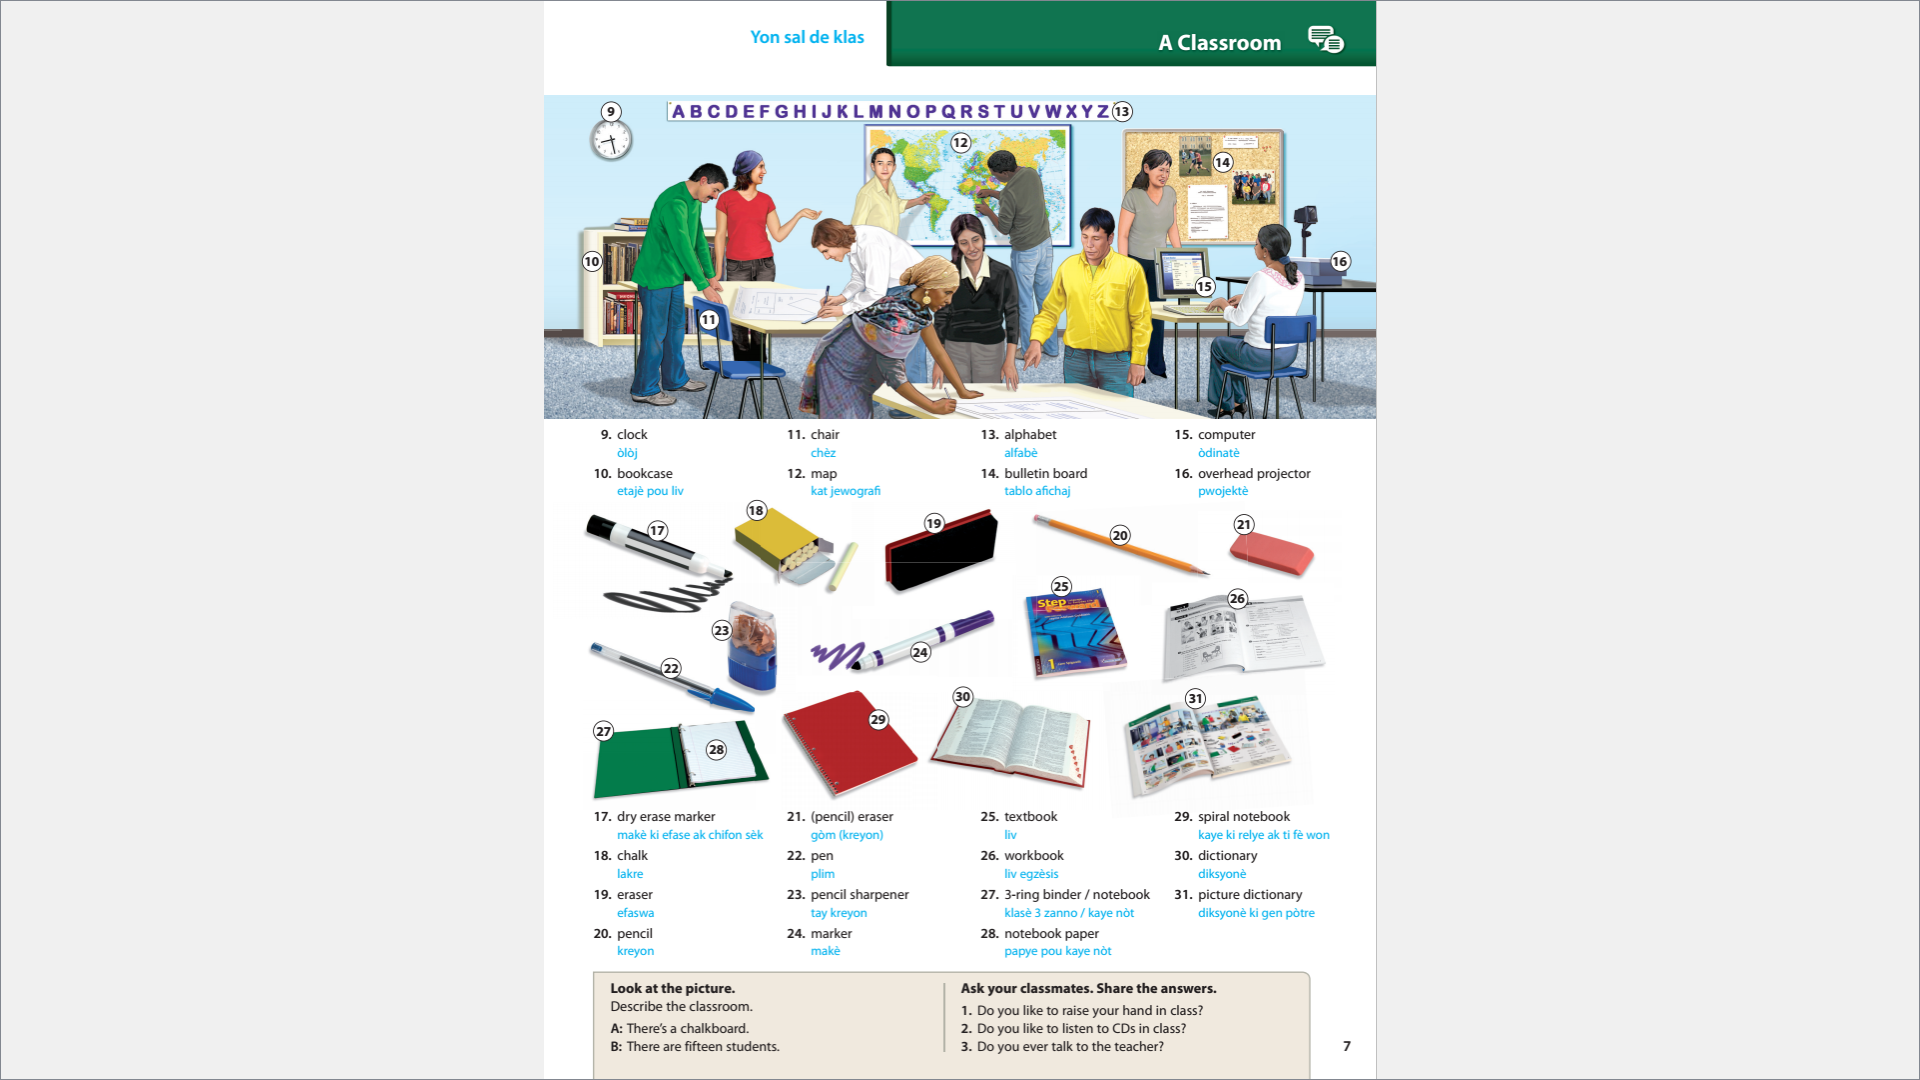 Yon sal de klas
A Classroom
9
A B C D E F G H I J K L M N O P Q R S T U V W X Y Z 13
12
14
10
16
15
11
9. clock
òlòj
10. bookcase
etajè pou liv
11. chair
chèz
12. map
kat jewografi
13. alphabet
alfabè
14. bulletin board
tablo afichaj
15. computer
òdinatè
16. overhead projector
pwojektè
17
18
19
20
21
22
23
24
25
Step
Forward
1
26
27
28
29
30
31
17. dry erase marker
makè ki efase ak chifon sèk
18. chalk
lakre
19. eraser
efaswa
20. pencil
kreyon
21. (pencil) eraser
gòm (kreyon)
22. pen
plim
23. pencil sharpener
tay kreyon
24. marker
makè
25. textbook
liv
26. workbook
liv egzèsis
27. 3-ring binder / notebook
klasè 3 zanno / kaye nòt
28. notebook paper
papye pou kaye nòt
29. spiral notebook
kaye ki relye ak ti fè won
30. dictionary
diksyonè
31. picture dictionary
diksyonè ki gen pòtre
Look at the picture.
Describe the classroom.
A: There's a chalkboard.
B: There are fifteen students.
Ask your classmates. Share the answers.
1. Do you like to raise your hand in class?
2. Do you like to listen to CDs in class?
3. Do you ever talk to the teacher?
7